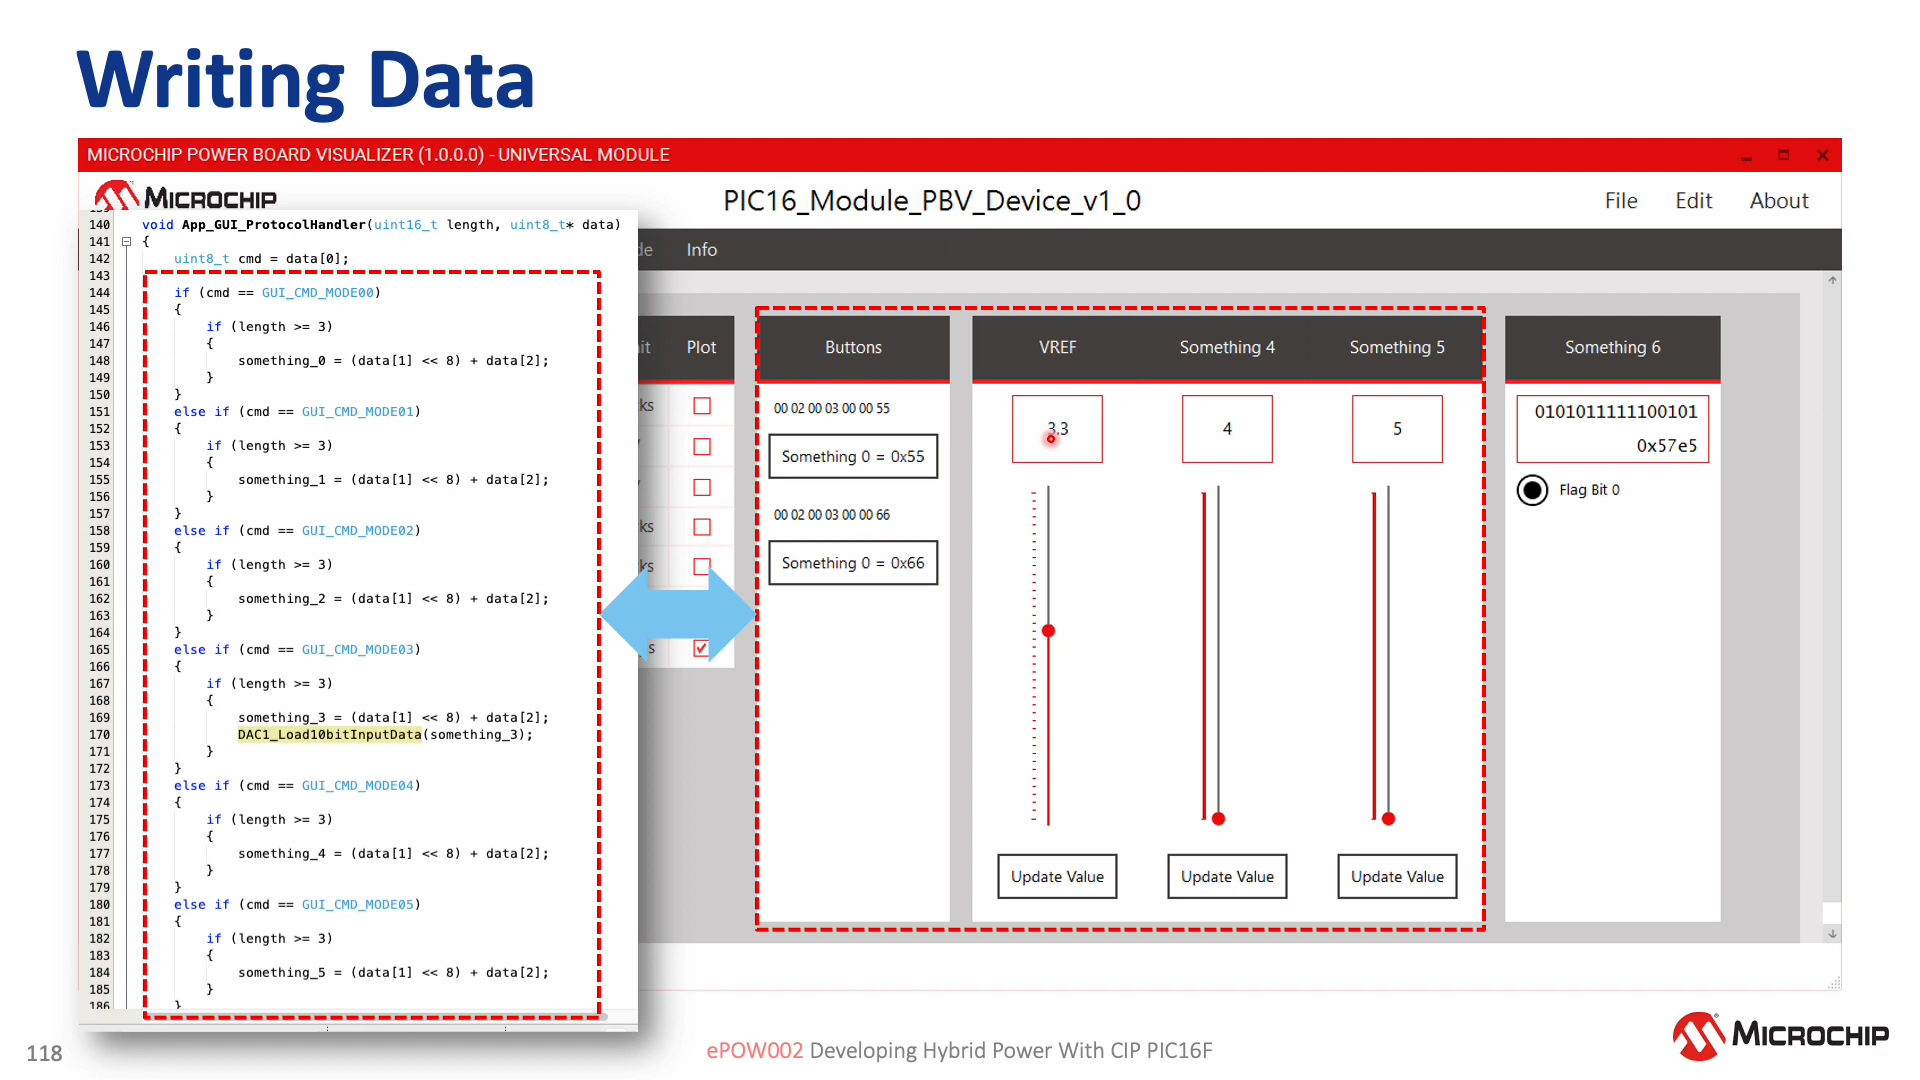 Writing Data
MICROCHIP POWER BOARD VISUALIZER (1.0.0.0) - UNIVERSAL MODULE
MICROCHIP
PIC16_Module_PBV_Device_v1_0
File Edit About
Info
140 void App_GUI_ProtocolHandler(uint16_t length, uint8_t* data)
141 {
142 uint8_t cmd = data[0];
143
144 if (cmd == GUI_CMD_MODE00)
145 {
146 if (length >= 3)
147 {
148 something_0 = (data[1] << 8) + data[2];
149 }
150 }
151 else if (cmd == GUI_CMD_MODE01)
152 {
153 if (length >= 3)
154 {
155 something_1 = (data[1] << 8) + data[2];
156 }
157 }
158 else if (cmd == GUI_CMD_MODE02)
159 {
160 if (length >= 3)
161 {
162 something_2 = (data[1] << 8) + data[2];
163 }
164 }
165 else if (cmd == GUI_CMD_MODE03)
166 {
167 if (length >= 3)
168 {
169 something_3 = (data[1] << 8) + data[2];
170 DAC1_Load10bitInputData(something_3);
171 }
172 }
173 else if (cmd == GUI_CMD_MODE04)
174 {
175 if (length >= 3)
176 {
177 something_4 = (data[1] << 8) + data[2];
178 }
179 }
180 else if (cmd == GUI_CMD_MODE05)
181 {
182 if (length >= 3)
183 {
184 something_5 = (data[1] << 8) + data[2];
185 }
186 }
Plot
Buttons
00 02 00 03 00 00 55
Something 0 = 0x55
00 02 00 03 00 00 66
Something 0 = 0x66
VREF Something 4 Something 5
3.3 4 5
Update Value Update Value Update Value
Something 6
0101011111100101
0x57e5
Flag Bit 0
118
ePOW002 Developing Hybrid Power With CIP PIC16F
MICROCHIP